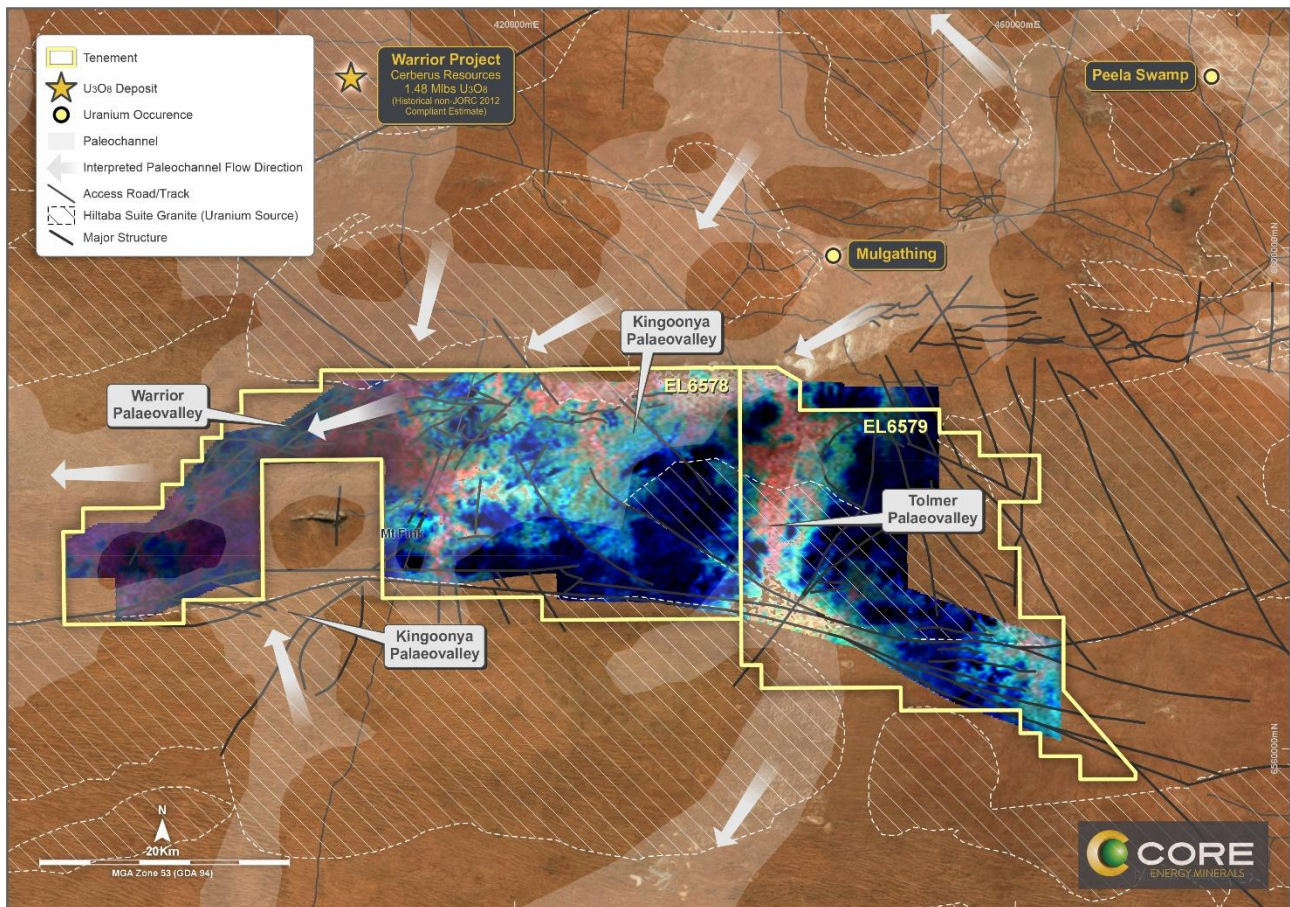 420000mE
460000mE
Tenement
U3O8 Deposit
Uranium Occurence
Paleochannel
Interpreted Paleochannel Flow Direction
Access Road/Track
Hiltaba Suite Granite (Uranium Source)
Major Structure
Warrior Project
Cerberus Resources
1.48 Mlbs U3O8
(Historical non-JORC 2012
Compliant Estimate)
Peela Swamp
Mulgathing
Kingoonya
Palaeovalley
EL6578
Warrior
Palaeovalley
EL6579
Tolmer
Palaeovalley
Kingoonya
Palaeovalley
6560000mN
N
20Km
MGA Zone 53 (GDA 94)
CORE
ENERGY MINERALS